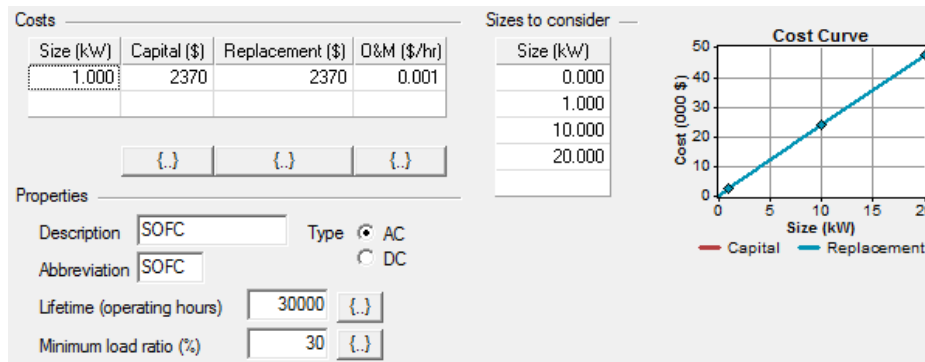 Costs
Size (kW) Capital ($) Replacement ($) O&M ($/hr)
1.000 2370 2370 0.001
{..} {..} {..}
Sizes to consider
Size (kW)
0.000
1.000
10.000
20.000
Cost Curve
Cost (000 $)
50
40
30
20
10
0
0 5 10 15
Size (kW)
Capital Replacement
Properties
Description SOFC
Type AC
DC
Abbreviation SOFC
Lifetime (operating hours) 30000 {..}
Minimum load ratio (%) 30 {..}